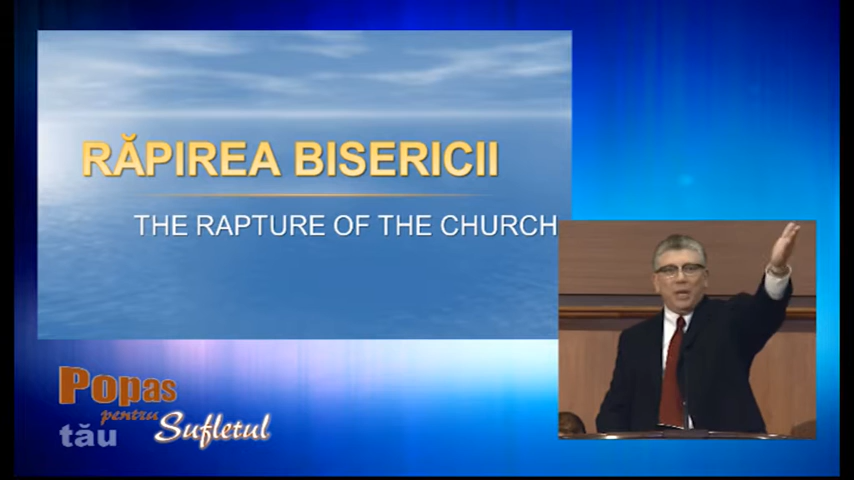 RĂPIREA BISERICII
THE RAPTURE OF THE CHURCH
Popas
pentru
tău Sufletul